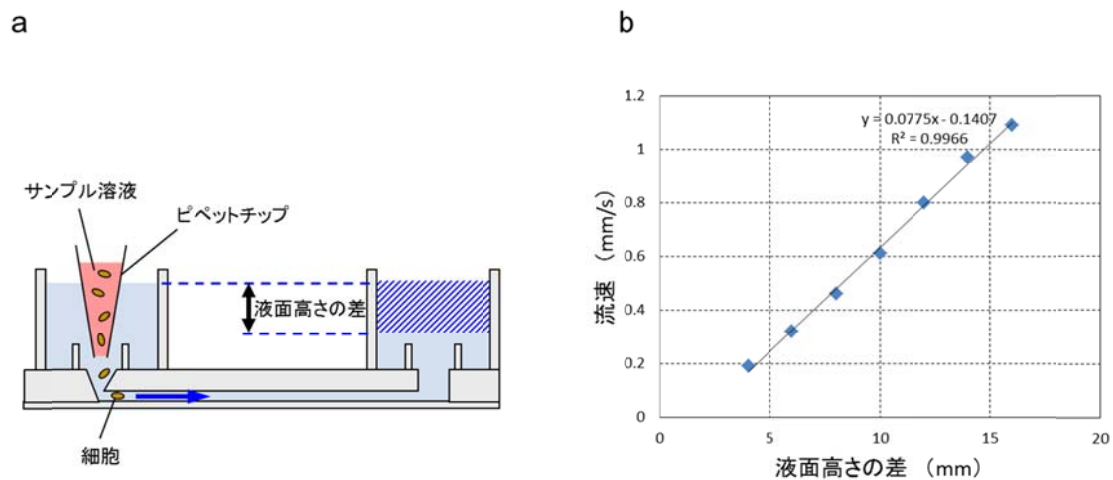 a
サンプル溶液
ピペットチップ
液面高さの差
細胞
b
1.2
1
0.8
0.6
0.4
0.2
0
流速 (mm/s)
y = 0.0775x - 0.1407
R² = 0.9966
0
5
10
15
20
液面高さの差 (mm)